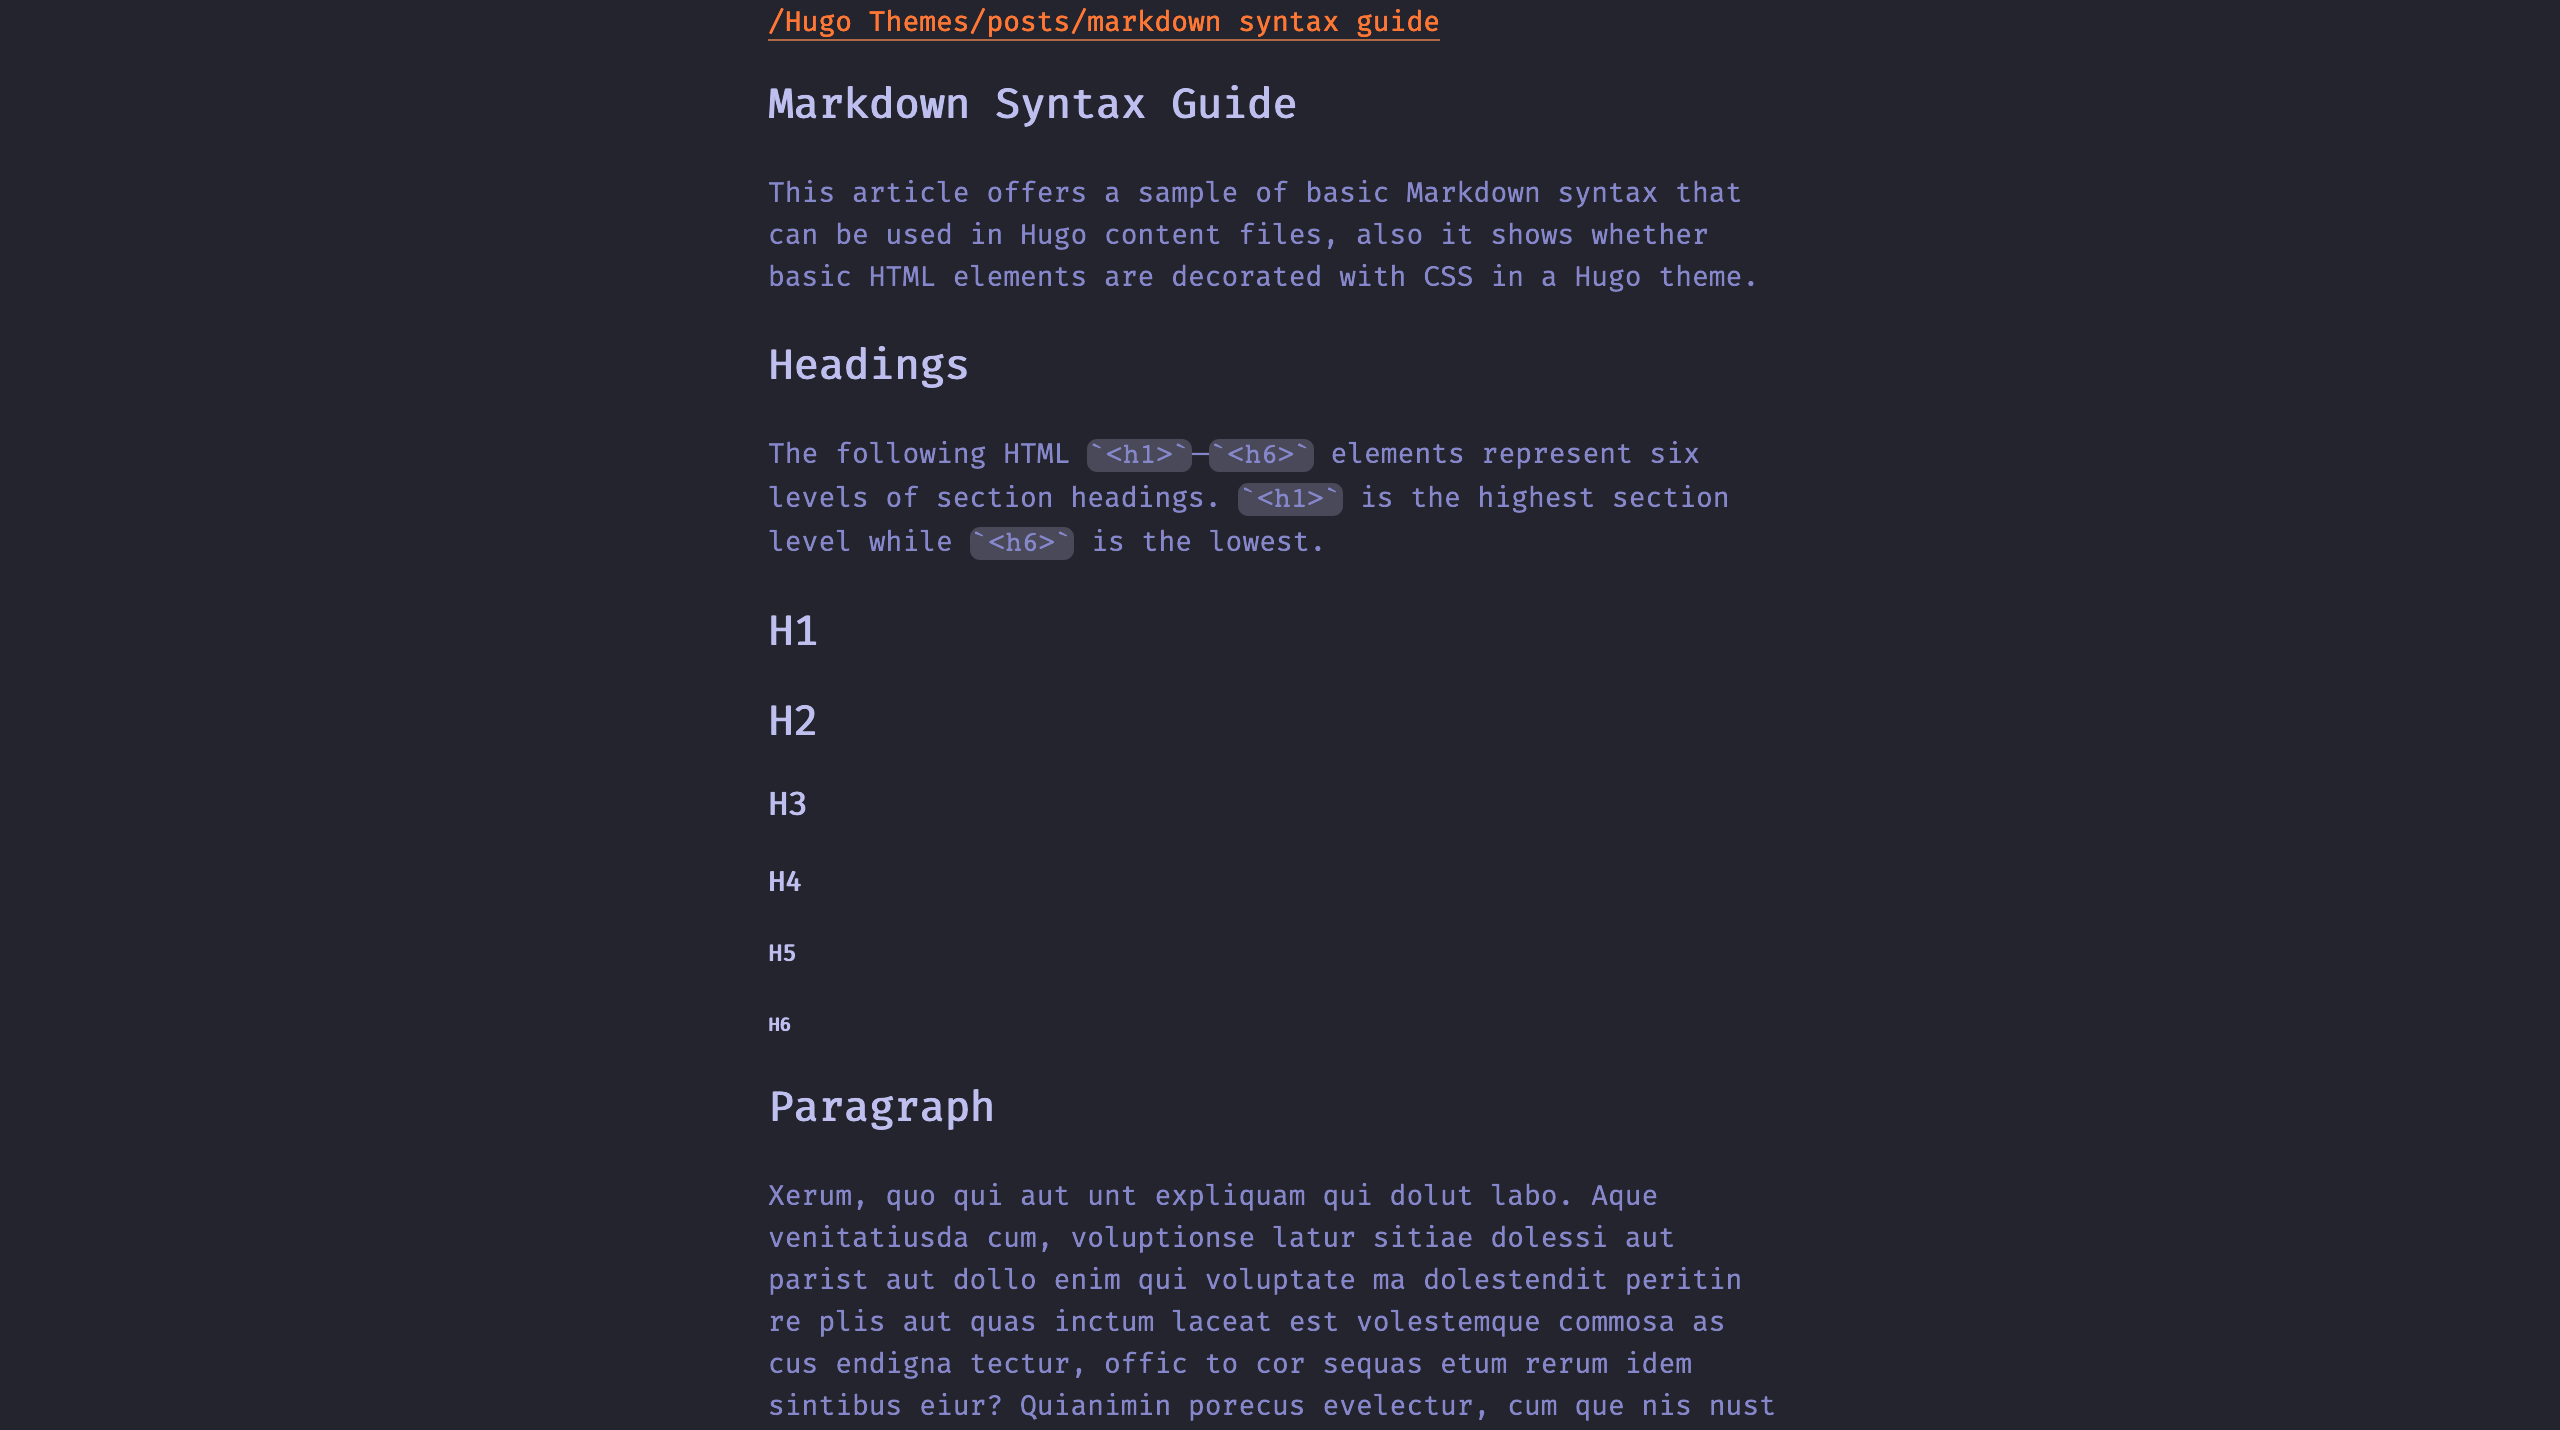 /Hugo Themes/posts/markdown syntax guide
Markdown Syntax Guide
This article offers a sample of basic Markdown syntax that
can be used in Hugo content files, also it shows whether
basic HTML elements are decorated with CSS in a Hugo theme.
Headings
The following HTML `<h1>`—`<h6>` elements represent six
levels of section headings. `<h1>` is the highest section
level while `<h6>` is the lowest.
H1
H2
H3
H4
H5
H6
Paragraph
Xerum, quo qui aut unt expliquam qui dolut labo. Aque
venitatiusda cum, voluptionse latur sitiae dolessi aut
parist aut dollo enim qui voluptate ma dolestendit peritin
re plis aut quas inctum laceat est volestemque commosa as
cus endigna tectur, offic to cor sequas etum rerum idem
sintibus eiur? Quianimin porecus evelectur, cum que nis nust